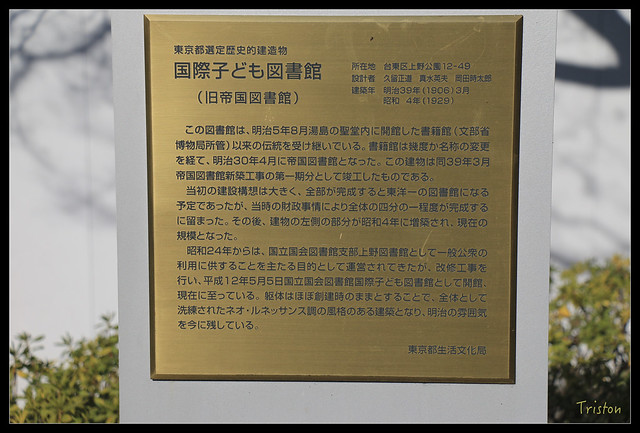 東京都選定歴史的建造物
国際子ども図書館
（旧帝国図書館）
所在地 台東区上野公園12-49
設計者 久留正道 真水英夫 岡田時太郎
建築年 明治39年(1906)3月
昭和 4年(1929)
この図書館は、明治5年8月湯島の聖堂内に開館した書籍館（文部省
博物局所管）以来の伝統を受け継いでいる。書籍館は幾度か名称の変更
を経て、明治30年4月に帝国図書館となった。この建物は同39年3月
帝国図書館新築工事の第一期分として竣工したものである。
当初の建設構想は大きく、全部が完成すると東洋一の図書館になる
予定であったが、当時の財政事情により全体の四分の一程度が完成する
に留まった。その後、建物の左側の部分が昭和4年に増築され、現在の
規模となった。
昭和24年からは、国立国会図書館支部上野図書館として一般公衆の
利用に供することを主たる目的として運営されてきたが、改修工事を
行い、平成12年5月5日国立国会図書館国際子ども図書館として開館、
現在に至っている。躯体はほぼ創建時のままとすることで、全体として
洗練されたネオ・ルネッサンス調の風格のある建築となり、明治の雰囲気
を今に残している。
東京都生活文化局
Triston